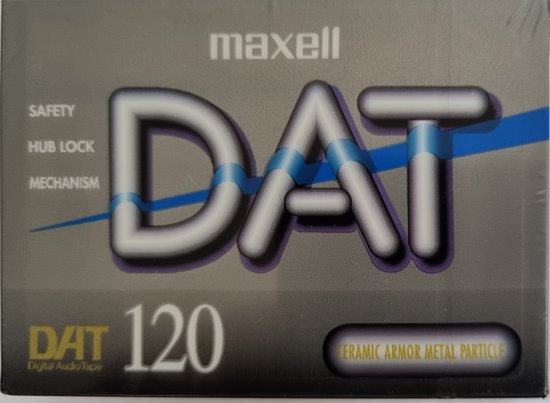 maxell
DAT
SAFETY
HUB LOCK
MECHANISM
DAT
Digital AudioTape
120
CERAMIC ARMOR METAL PARTICLE